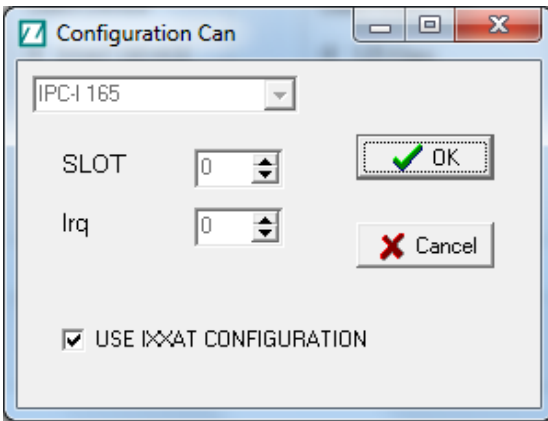 Configuration Can
IPC-I 165
SLOT 0
OK
Irq 0
Cancel
USE IXXAT CONFIGURATION